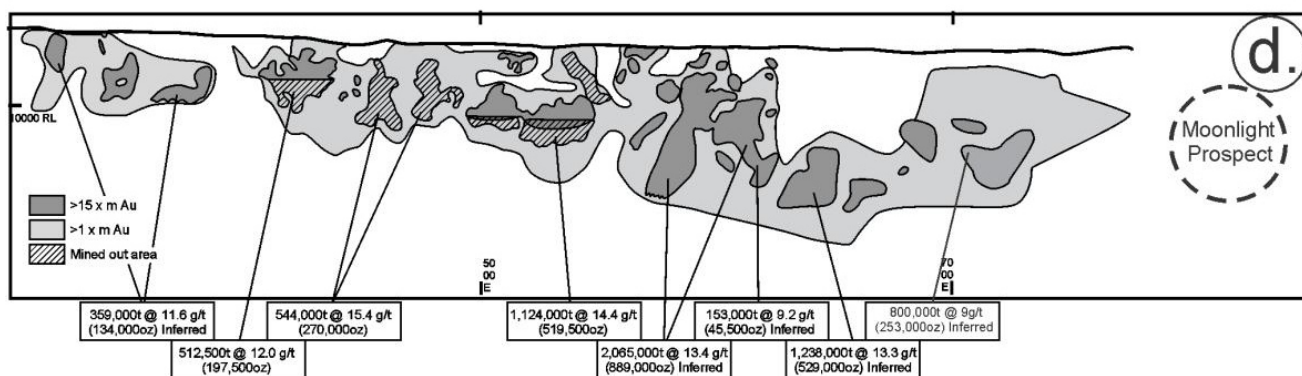 d.
10000 RL
Moonlight
Prospect
>15 x m Au
>1 x m Au
Mined out area
50
00
E
70
00
E
359,000t @ 11.6 g/t
(134,000oz) Inferred
512,500t @ 12.0 g/t
(197,500oz)
544,000t @ 15.4 g/t
(270,000oz)
1,124,000t @ 14.4 g/t
(519,500oz)
2,065,000t @ 13.4 g/t
(889,000oz) Inferred
153,000t @ 9.2 g/t
(45,500oz) Inferred
1,238,000t @ 13.3 g/t
(529,000oz) Inferred
800,000t @ 9g/t
(253,000oz) Inferred